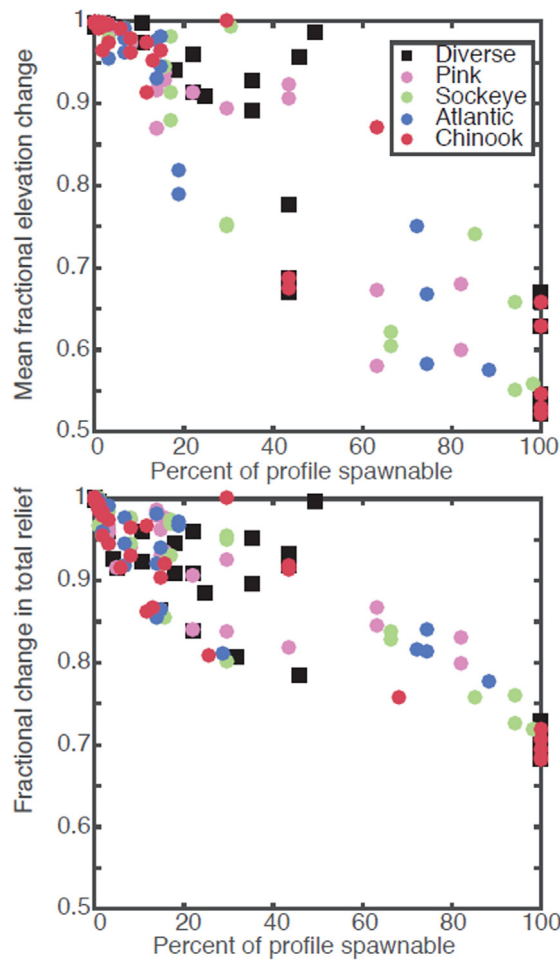 1
0.9
0.8
0.7
0.6
0.5
Mean fractional elevation change
Diverse
Pink
Sockeye
Atlantic
Chinook
0 20 40 60 80 100
Percent of profile spawnable
1
0.9
0.8
0.7
0.6
0.5
Fractional change in total relief
0 20 40 60 80 100
Percent of profile spawnable